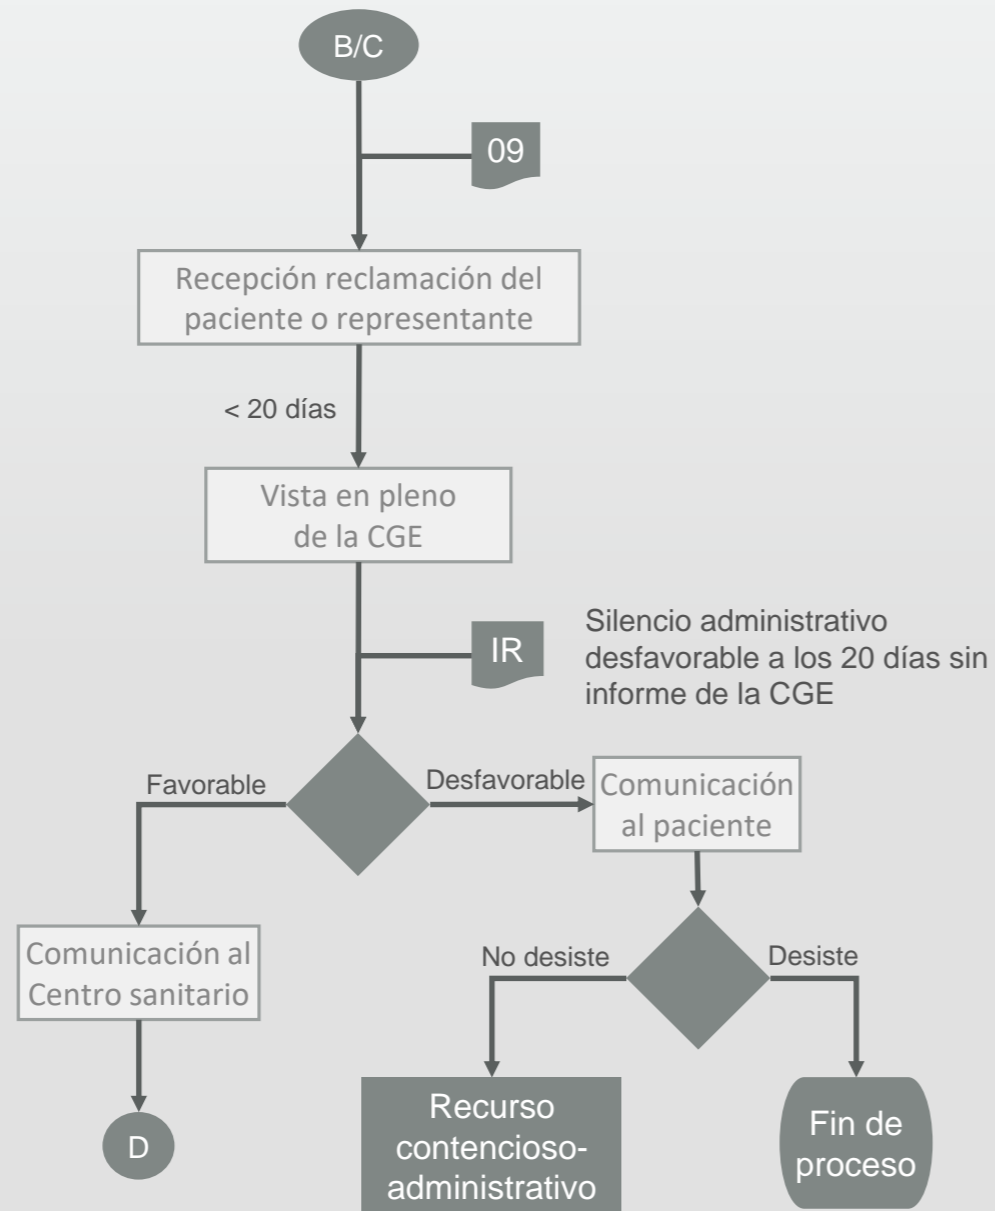 B/C
09
Recepción reclamación del
paciente o representante
< 20 días
Vista en pleno
de la CGE
IR
Silencio administrativo
desfavorable a los 20 días sin
informe de la CGE
Favorable
Desfavorable
Comunicación
al paciente
Comunicación al
Centro sanitario
No desiste
Desiste
D
Recurso
contencioso-
administrativo
Fin de
proceso